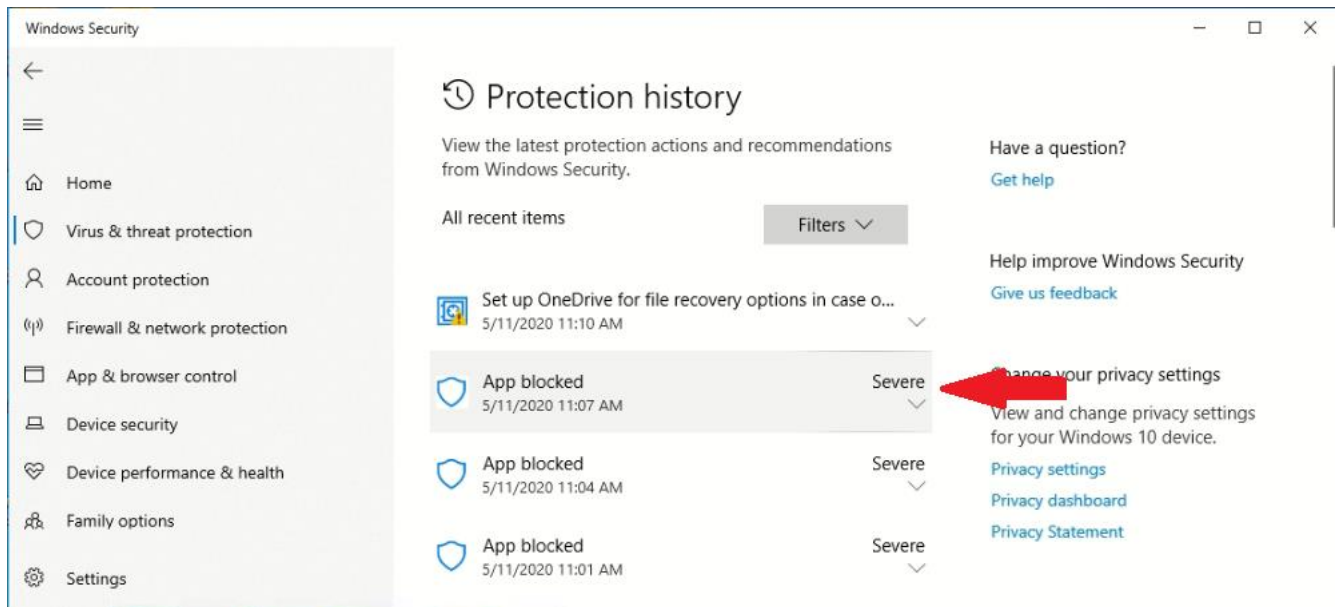 Windows Security
Home
Virus & threat protection
Account protection
Firewall & network protection
App & browser control
Device security
Device performance & health
Family options
Settings
Protection history
View the latest protection actions and recommendations
from Windows Security.
All recent items
Filters
Set up OneDrive for file recovery options in case o...
5/11/2020 11:10 AM
App blocked Severe
5/11/2020 11:07 AM
App blocked Severe
5/11/2020 11:04 AM
App blocked Severe
5/11/2020 11:01 AM
Have a question?
Get help
Help improve Windows Security
Give us feedback
Change your privacy settings
View and change privacy settings
for your Windows 10 device.
Privacy settings
Privacy dashboard
Privacy Statement